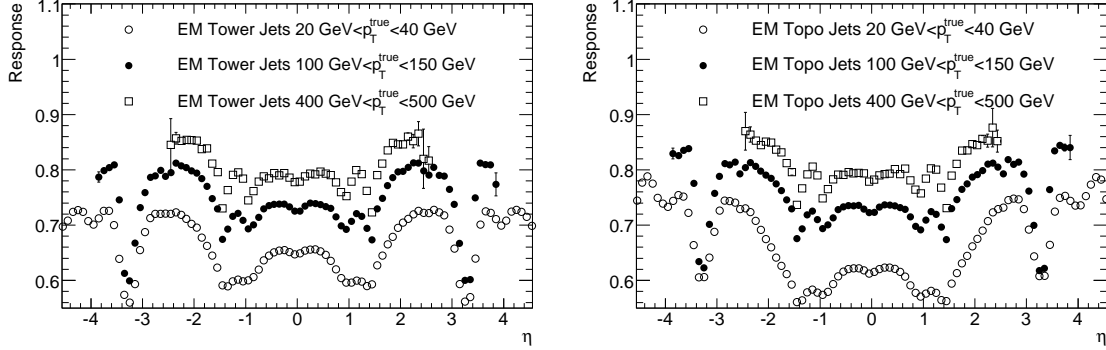 Response
1.1
1
0.9
0.8
0.7
0.6
EM Tower Jets 20 GeV<p_T^true<40 GeV
EM Tower Jets 100 GeV<p_T^true<150 GeV
EM Tower Jets 400 GeV<p_T^true<500 GeV
-4 -3 -2 -1 0 1 2 3 4
η
Response
1.1
1
0.9
0.8
0.7
0.6
EM Topo Jets 20 GeV<p_T^true<40 GeV
EM Topo Jets 100 GeV<p_T^true<150 GeV
EM Topo Jets 400 GeV<p_T^true<500 GeV
-4 -3 -2 -1 0 1 2 3 4
η